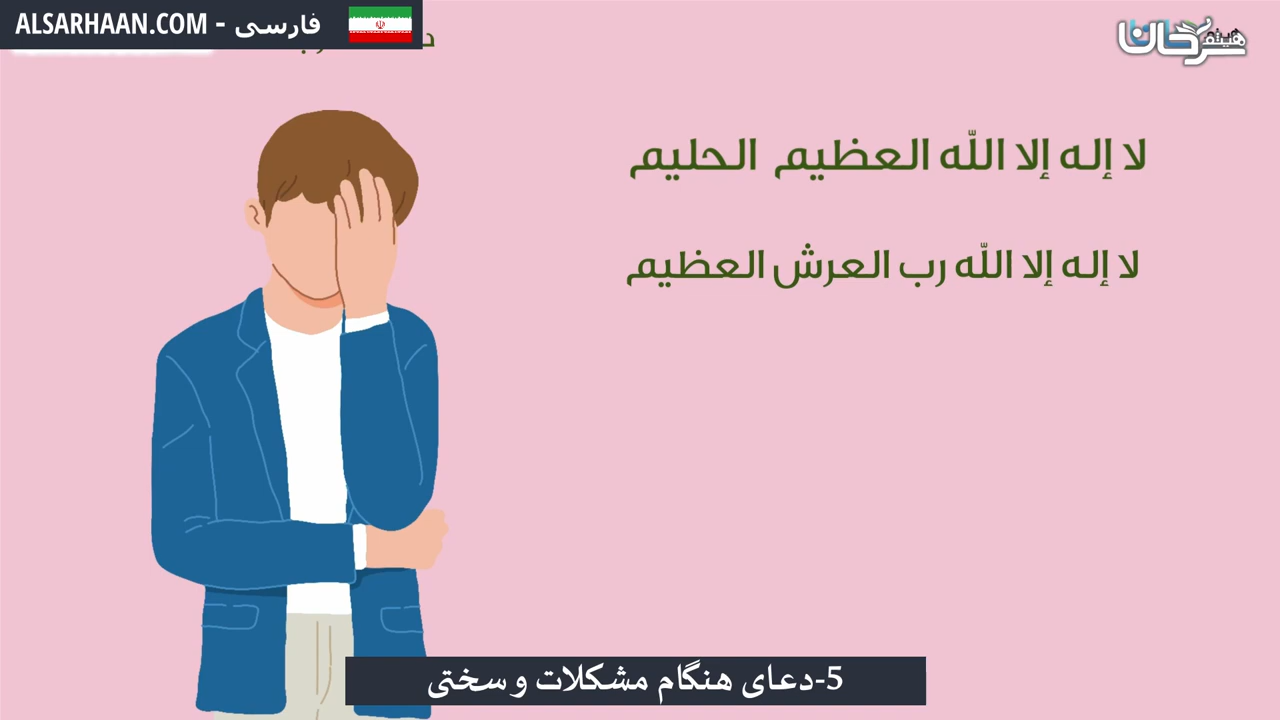 ALSARHAAN.COM - فارسی
لا إله إلا اللّه العظيم الحليم
لا إله إلا اللّه رب العرش العظيم
5-دعای هنگام مشکلات و سختی